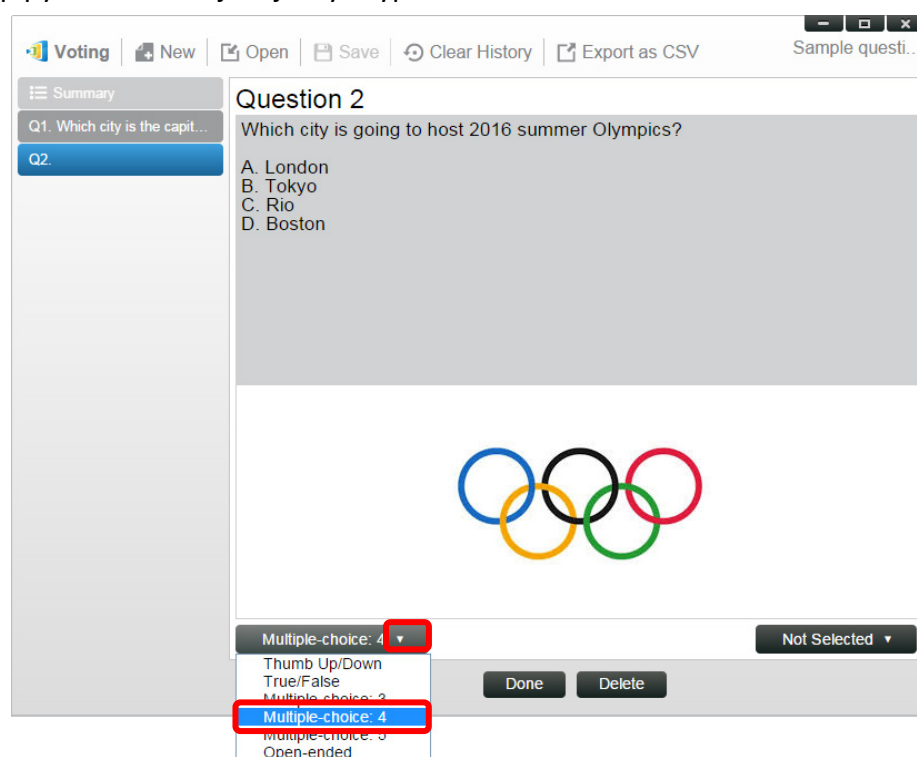 Voting New Open Save Clear History Export as CSV Sample questi...
Summary
Q1. Which city is the capit...
Q2.
Question 2
Which city is going to host 2016 summer Olympics?
A. London
B. Tokyo
C. Rio
D. Boston
Multiple-choice: 4
Not Selected
Thumb Up/Down
True/False
Multiple-choice: 3
Multiple-choice: 4
Multiple-choice: 5
Open-ended
Done Delete